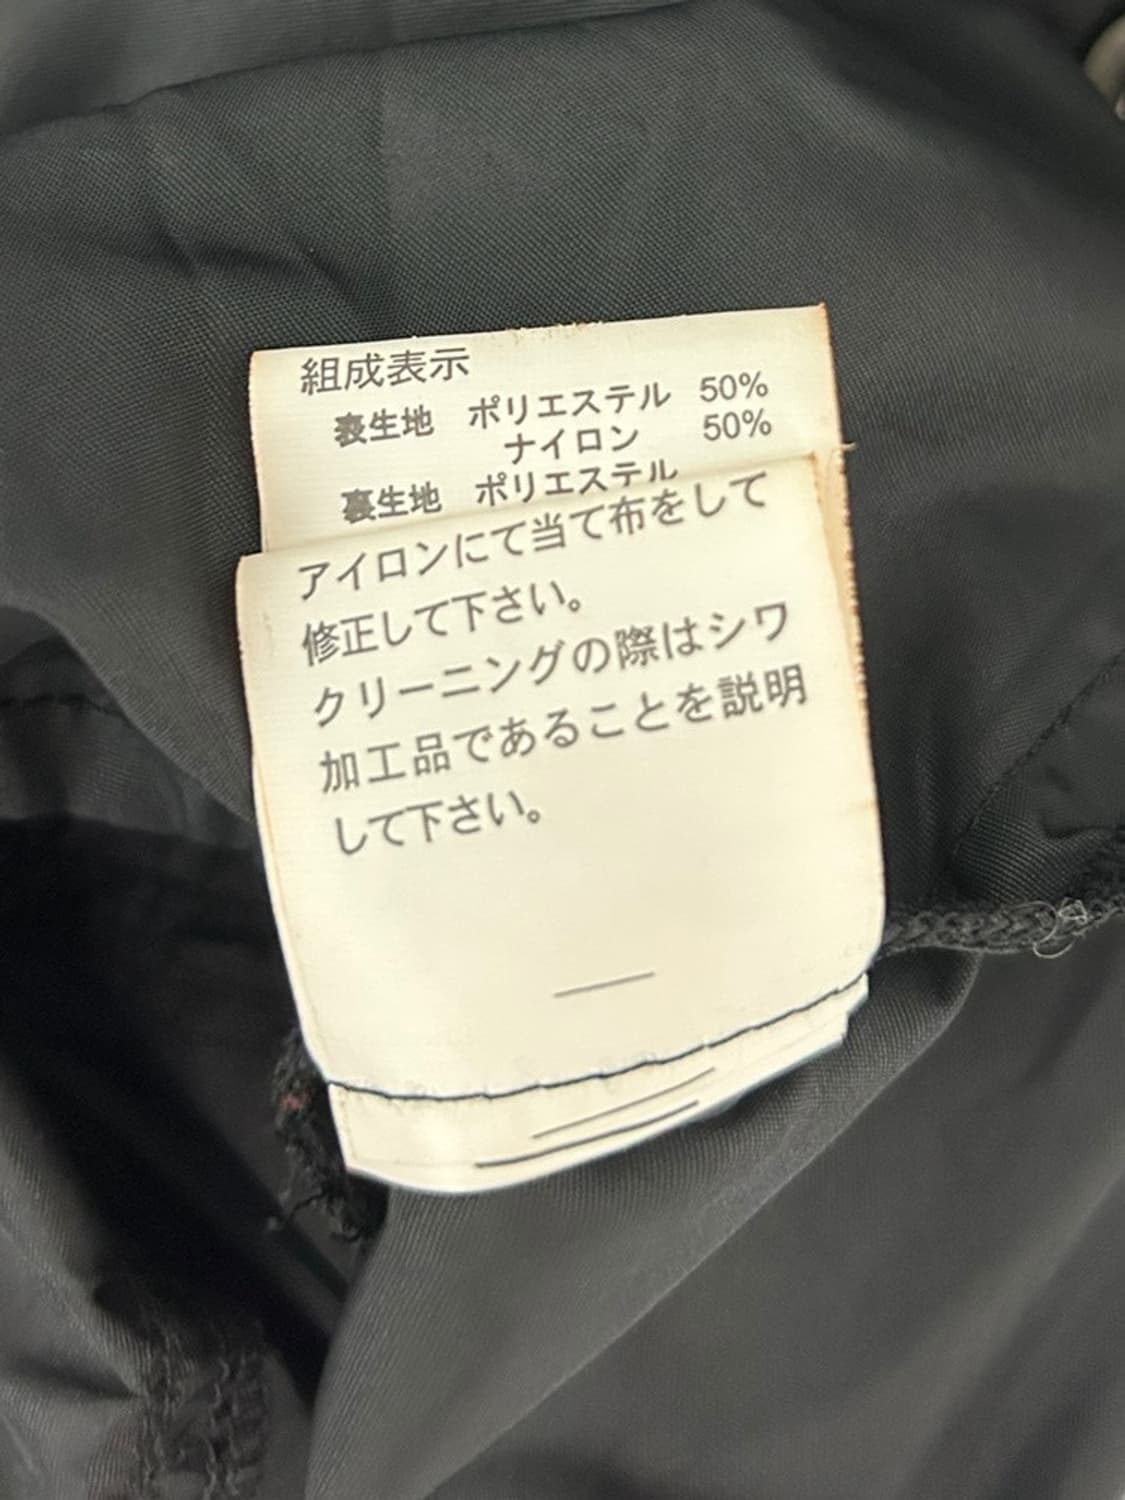 組成表示
表生地 ポリエステル 50%
ナイロン 50%
裏生地 ポリエステル
アイロンにて当て布をして
修正して下さい。
クリーニングの際はシワ
加工品であることを説明
して下さい。